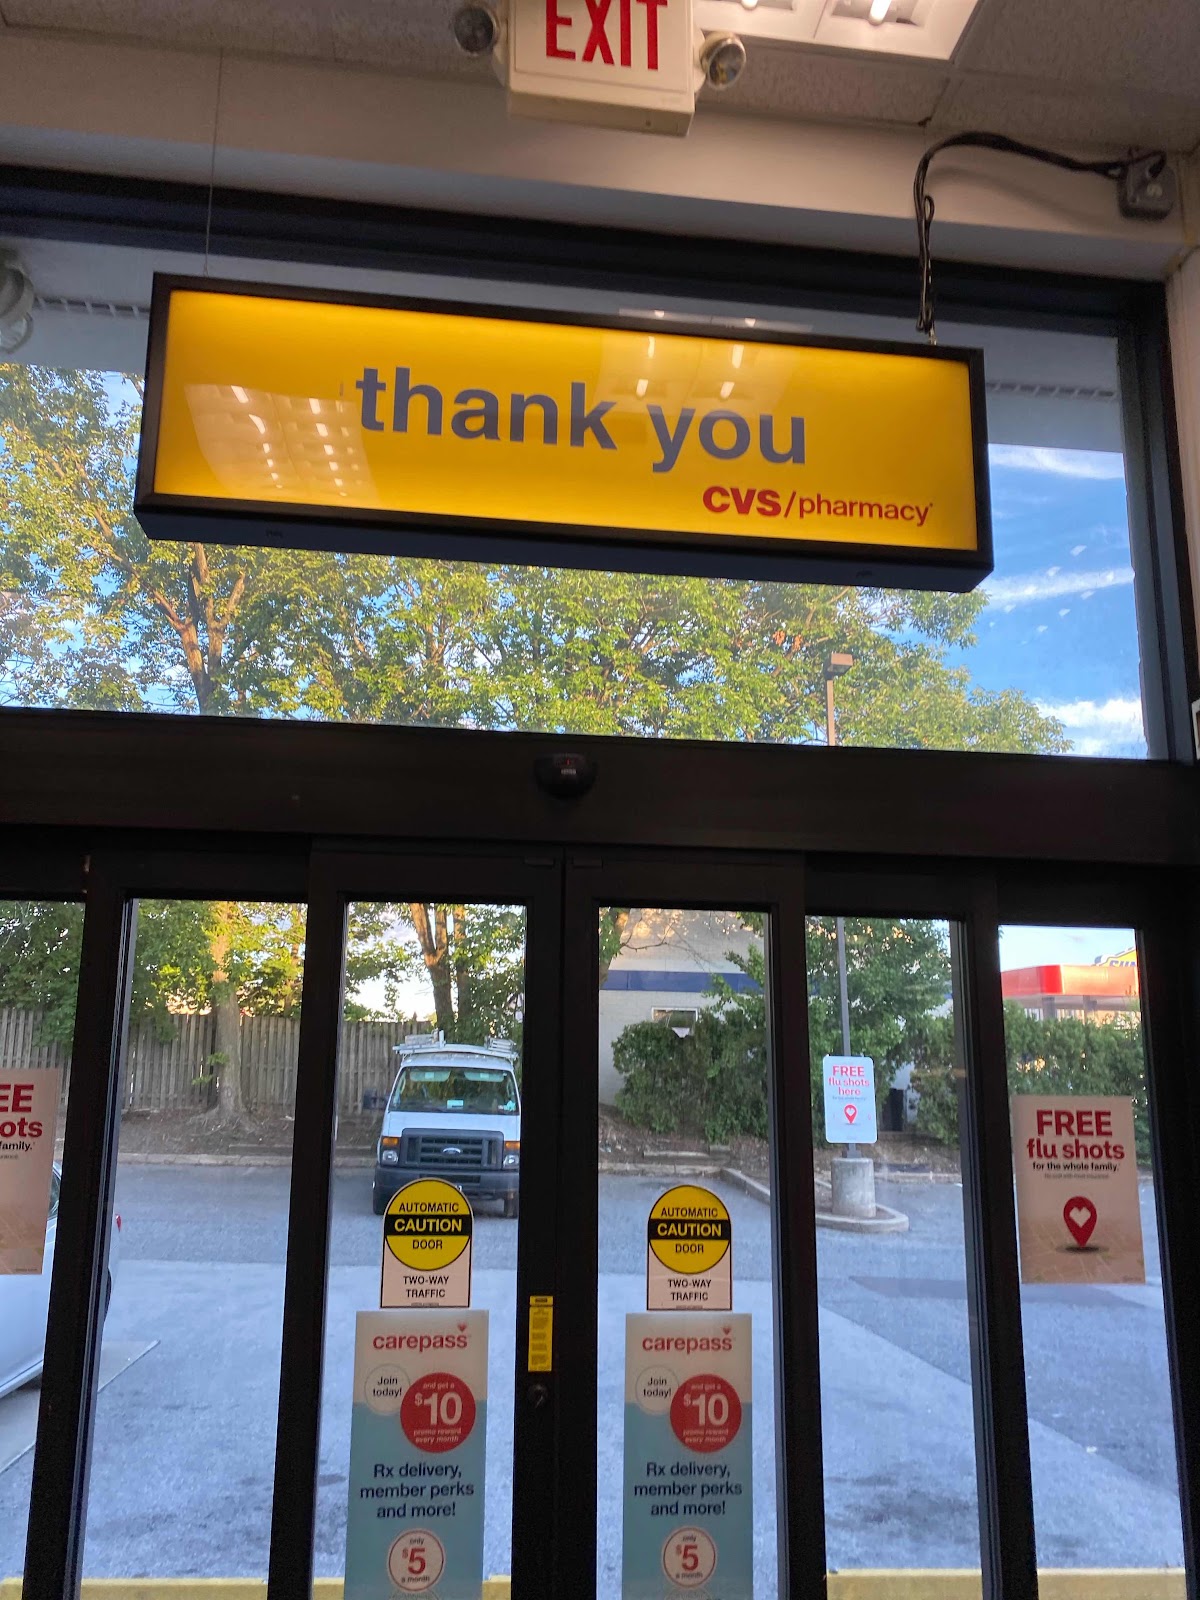 EXIT
thank you
CVS/pharmacy
SUN
FREE
flu shots
here
EE
ots
family.
FREE
flu shots
for the whole family.
AUTOMATIC
CAUTION
DOOR
TWO-WAY
TRAFFIC
AUTOMATIC
CAUTION
DOOR
TWO-WAY
TRAFFIC
carepass
Join
today!
and get a
$10
promo reward
every month
Rx delivery,
member perks
and more!
only
$5
a month
carepass
Join
today!
and get a
$10
promo reward
every month
Rx delivery,
member perks
and more!
only
$5
a month